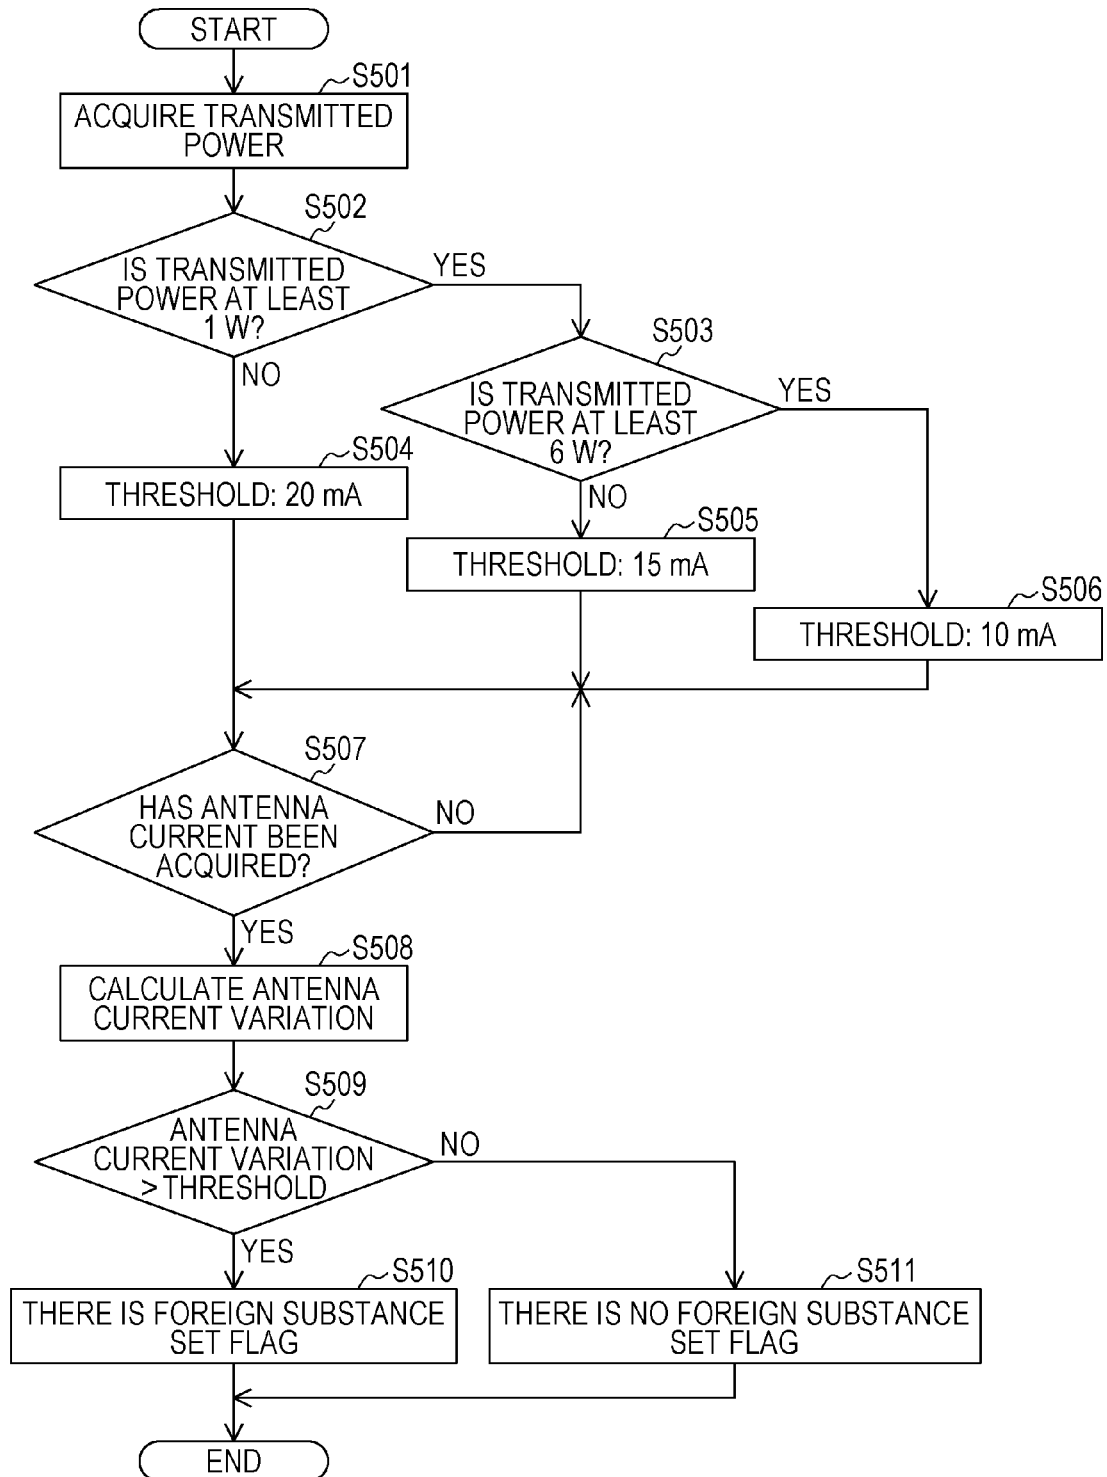 START
S501
ACQUIRE TRANSMITTED
POWER
S502
IS TRANSMITTED
POWER AT LEAST
1 W?
YES
NO
S503
IS TRANSMITTED
POWER AT LEAST
6 W?
YES
NO
S504
THRESHOLD: 20 mA
S505
THRESHOLD: 15 mA
S506
THRESHOLD: 10 mA
S507
HAS ANTENNA
CURRENT BEEN
ACQUIRED?
NO
YES
S508
CALCULATE ANTENNA
CURRENT VARIATION
S509
ANTENNA
CURRENT VARIATION
> THRESHOLD
NO
YES
S510
THERE IS FOREIGN SUBSTANCE
SET FLAG
S511
THERE IS NO FOREIGN SUBSTANCE
SET FLAG
END